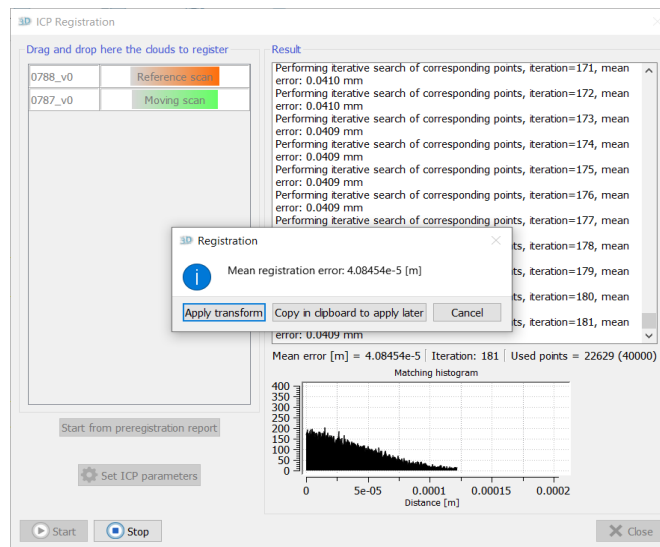 3D ICP Registration
Drag and drop here the clouds to register
0788_v0 Reference scan
0787_v0 Moving scan
Start from preregistration report
Set ICP parameters
Start Stop
Result
Performing iterative search of corresponding points, iteration=171, mean
error: 0.0410 mm
Performing iterative search of corresponding points, iteration=172, mean
error: 0.0410 mm
Performing iterative search of corresponding points, iteration=173, mean
error: 0.0409 mm
Performing iterative search of corresponding points, iteration=174, mean
error: 0.0409 mm
Performing iterative search of corresponding points, iteration=175, mean
error: 0.0409 mm
Performing iterative search of corresponding points, iteration=176, mean
error: 0.0409 mm
Performing iterative search of corresponding points, iteration=177, mean
ts, iteration=178, mean
ts, iteration=179, mean
ts, iteration=180, mean
ts, iteration=181, mean
error: 0.0409 mm
3D Registration
Mean registration error: 4.08454e-5 [m]
Apply transform Copy in clipboard to apply later Cancel
Mean error [m] = 4.08454e-5 Iteration: 181 Used points = 22629 (40000)
Matching histogram
400
350
300
250
200
150
100
50
0
0 5e-05 0.0001 0.00015 0.0002
Distance [m]
Close